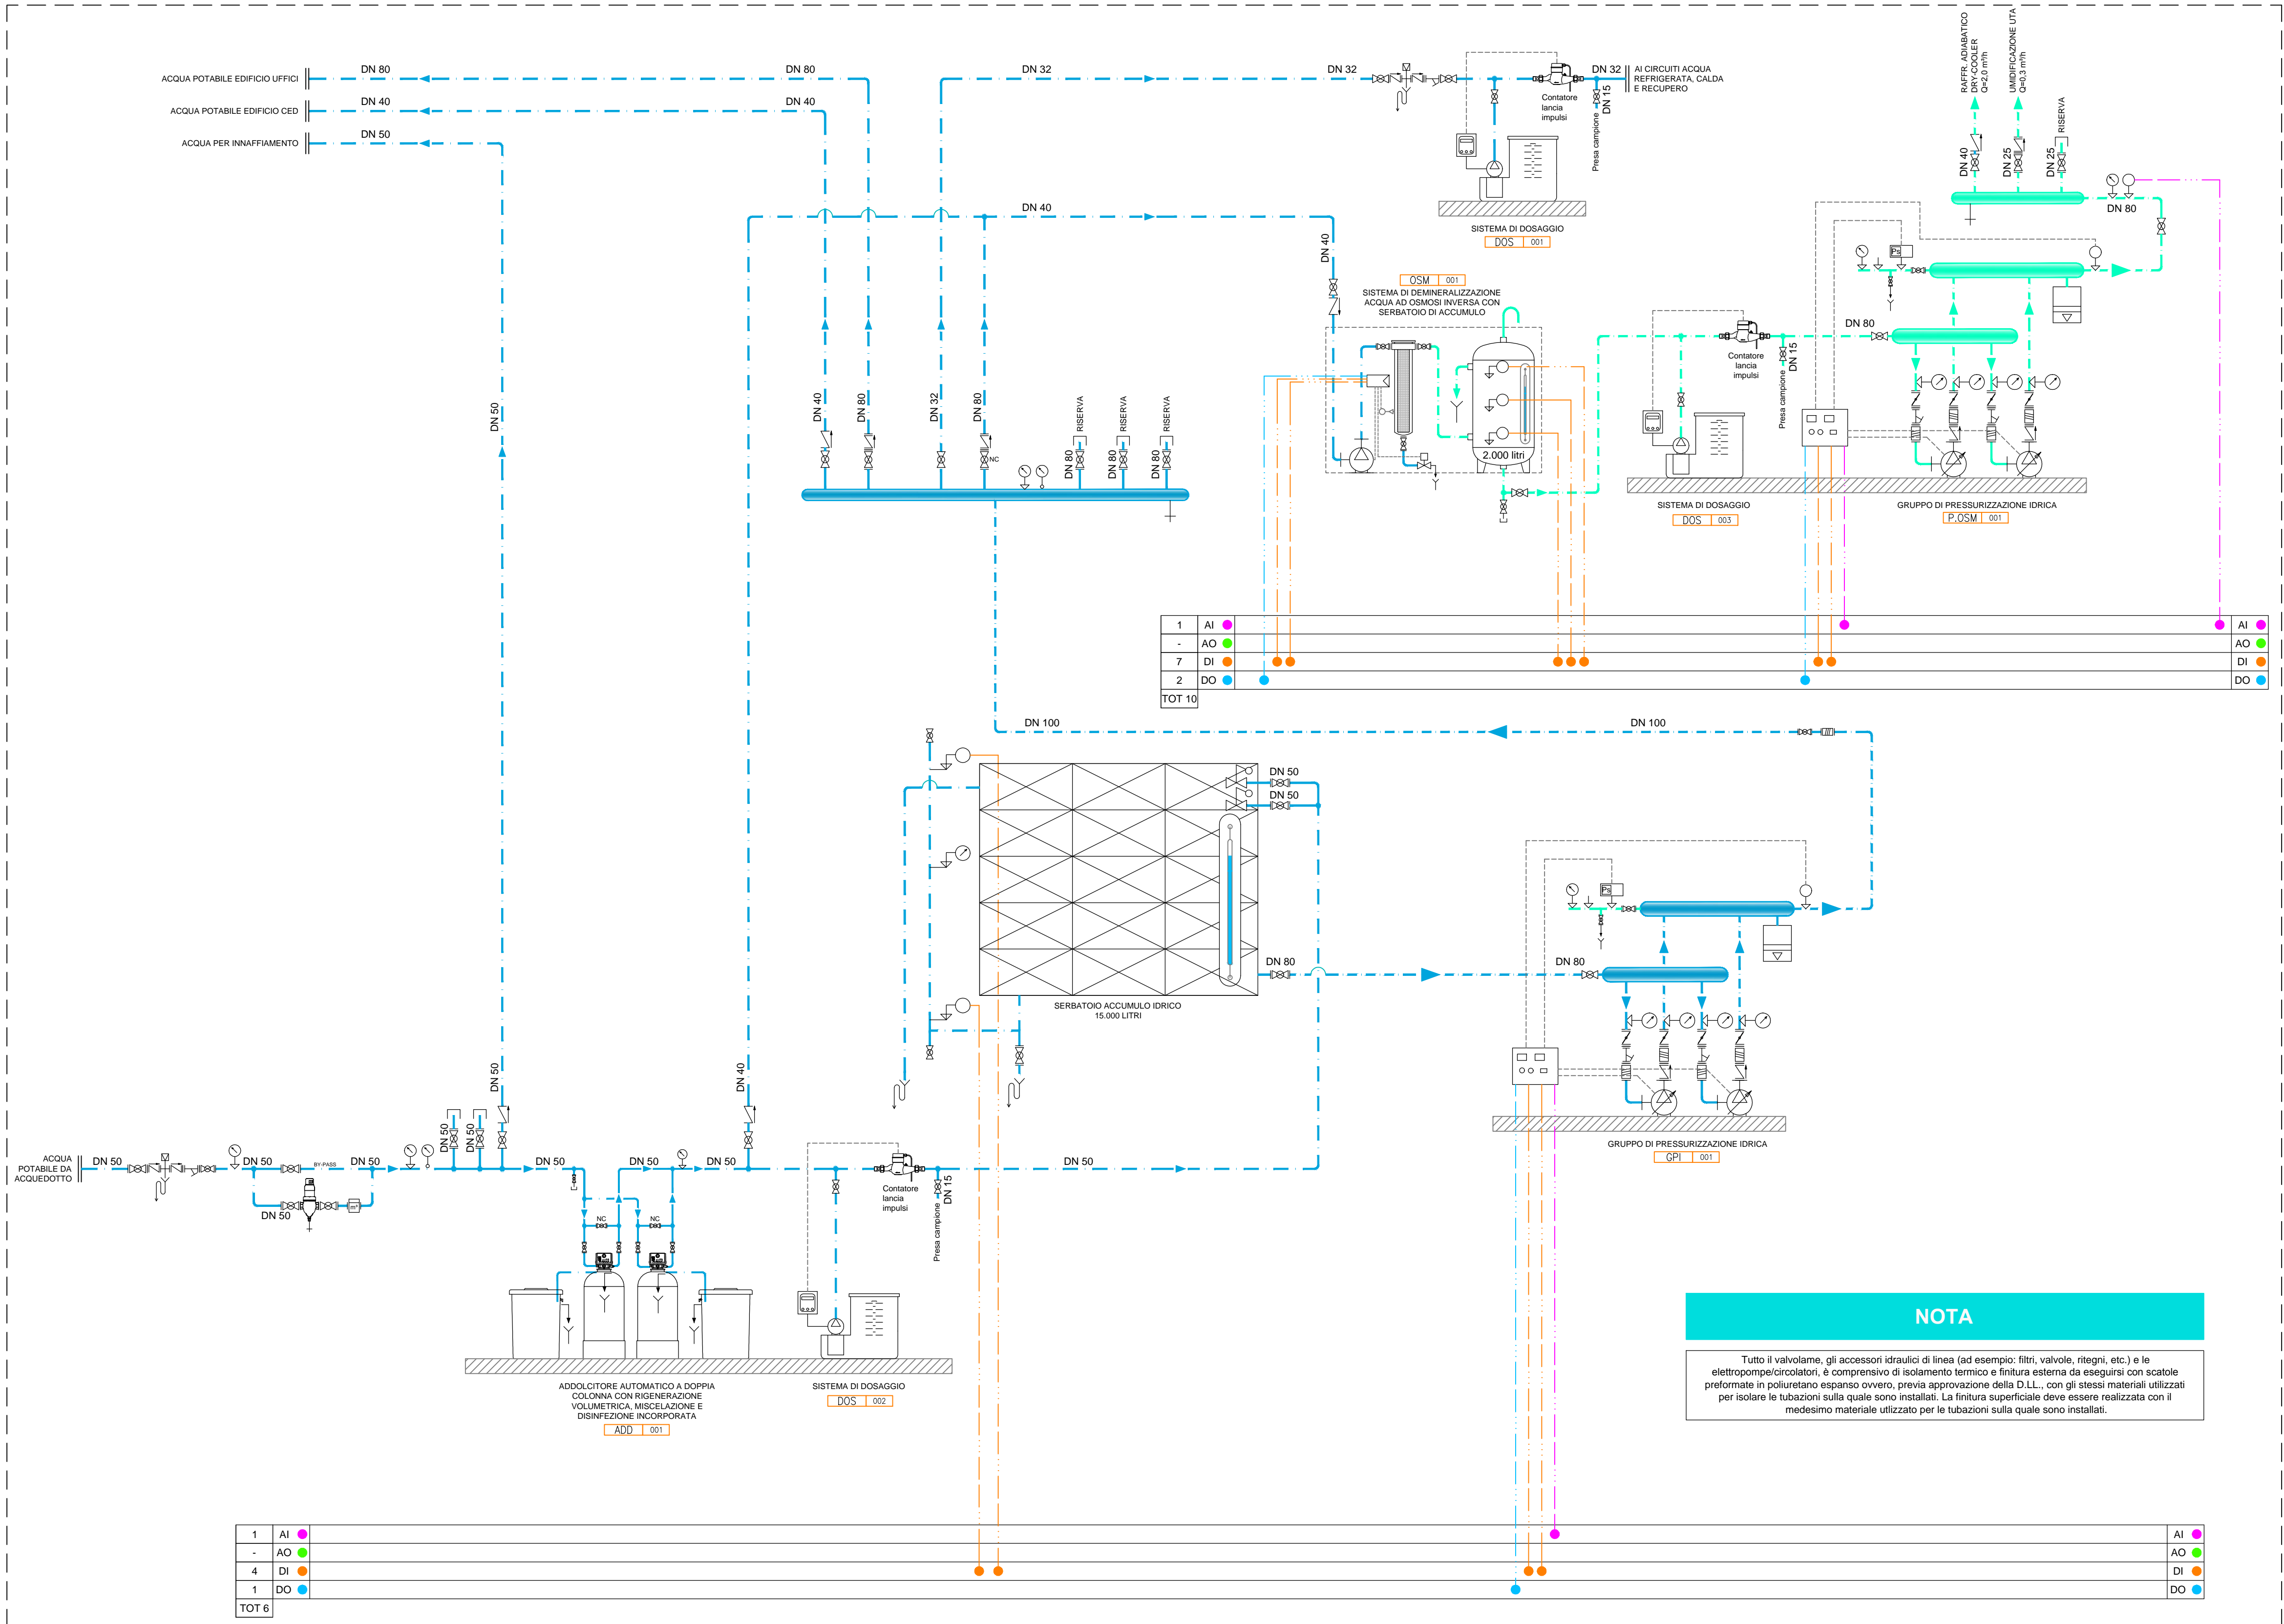 ACQUA POTABILE EDIFICIO UFFICI
DN 80
DN 80
DN 32
DN 32
DN 32
AI CIRCUITI ACQUA
REFRIGERATA, CALDA
E RECUPERO
ACQUA POTABILE EDIFICIO CED
DN 40
DN 40
ACQUA PER INNAFFIAMENTO
DN 50
Contatore
lancia
impulsi
DN 15
Presa campione
SISTEMA DI DOSAGGIO
DOS 001
RAFFR. ADIABATICO
DRY-COOLER
Q=2,0 m³/h
UMIDIFICAZIONE UTA
Q=0,3 m³/h
RISERVA
DN 40
DN 25
DN 25
DN 80
DN 40
DN 40
OSM 001
SISTEMA DI DEMINERALIZZAZIONE
ACQUA AD OSMOSI INVERSA CON
SERBATOIO DI ACCUMULO
2.000 litri
Ps
DN 80
Contatore
lancia
impulsi
DN 15
Presa campione
SISTEMA DI DOSAGGIO
DOS 003
GRUPPO DI PRESSURIZZAZIONE IDRICA
P.OSM 001
DN 50
DN 40
DN 80
DN 32
DN 80
NC
RISERVA
RISERVA
RISERVA
DN 80
DN 80
DN 80
1 AI AI
- AO AO
7 DI DI
2 DO DO
TOT 10
DN 100
DN 100
DN 50
DN 50
DN 80
SERBATOIO ACCUMULO IDRICO
15.000 LITRI
DN 80
Ps
GRUPPO DI PRESSURIZZAZIONE IDRICA
GPI 001
ACQUA
POTABILE DA
ACQUEDOTTO
DN 50
DN 50
BY-PASS
DN 50
DN 50
m³
DN 50
DN 50
DN 50
DN 50
DN 50
DN 50
DN 40
NC
NC
Contatore
lancia
impulsi
DN 15
Presa campione
DN 50
ADDOLCITORE AUTOMATICO A DOPPIA
COLONNA CON RIGENERAZIONE
VOLUMETRICA, MISCELAZIONE E
DISINFEZIONE INCORPORATA
ADD 001
SISTEMA DI DOSAGGIO
DOS 002
NOTA
Tutto il valvolame, gli accessori idraulici di linea (ad esempio: filtri, valvole, ritegni, etc.) e le
elettropompe/circolatori, è comprensivo di isolamento termico e finitura esterna da eseguirsi con scatole
preformate in poliuretano espanso ovvero, previa approvazione della D.LL., con gli stessi materiali utilizzati
per isolare le tubazioni sulla quale sono installati. La finitura superficiale deve essere realizzata con il
medesimo materiale utlizzato per le tubazioni sulla quale sono installati.
1 AI AI
- AO AO
4 DI DI
1 DO DO
TOT 6